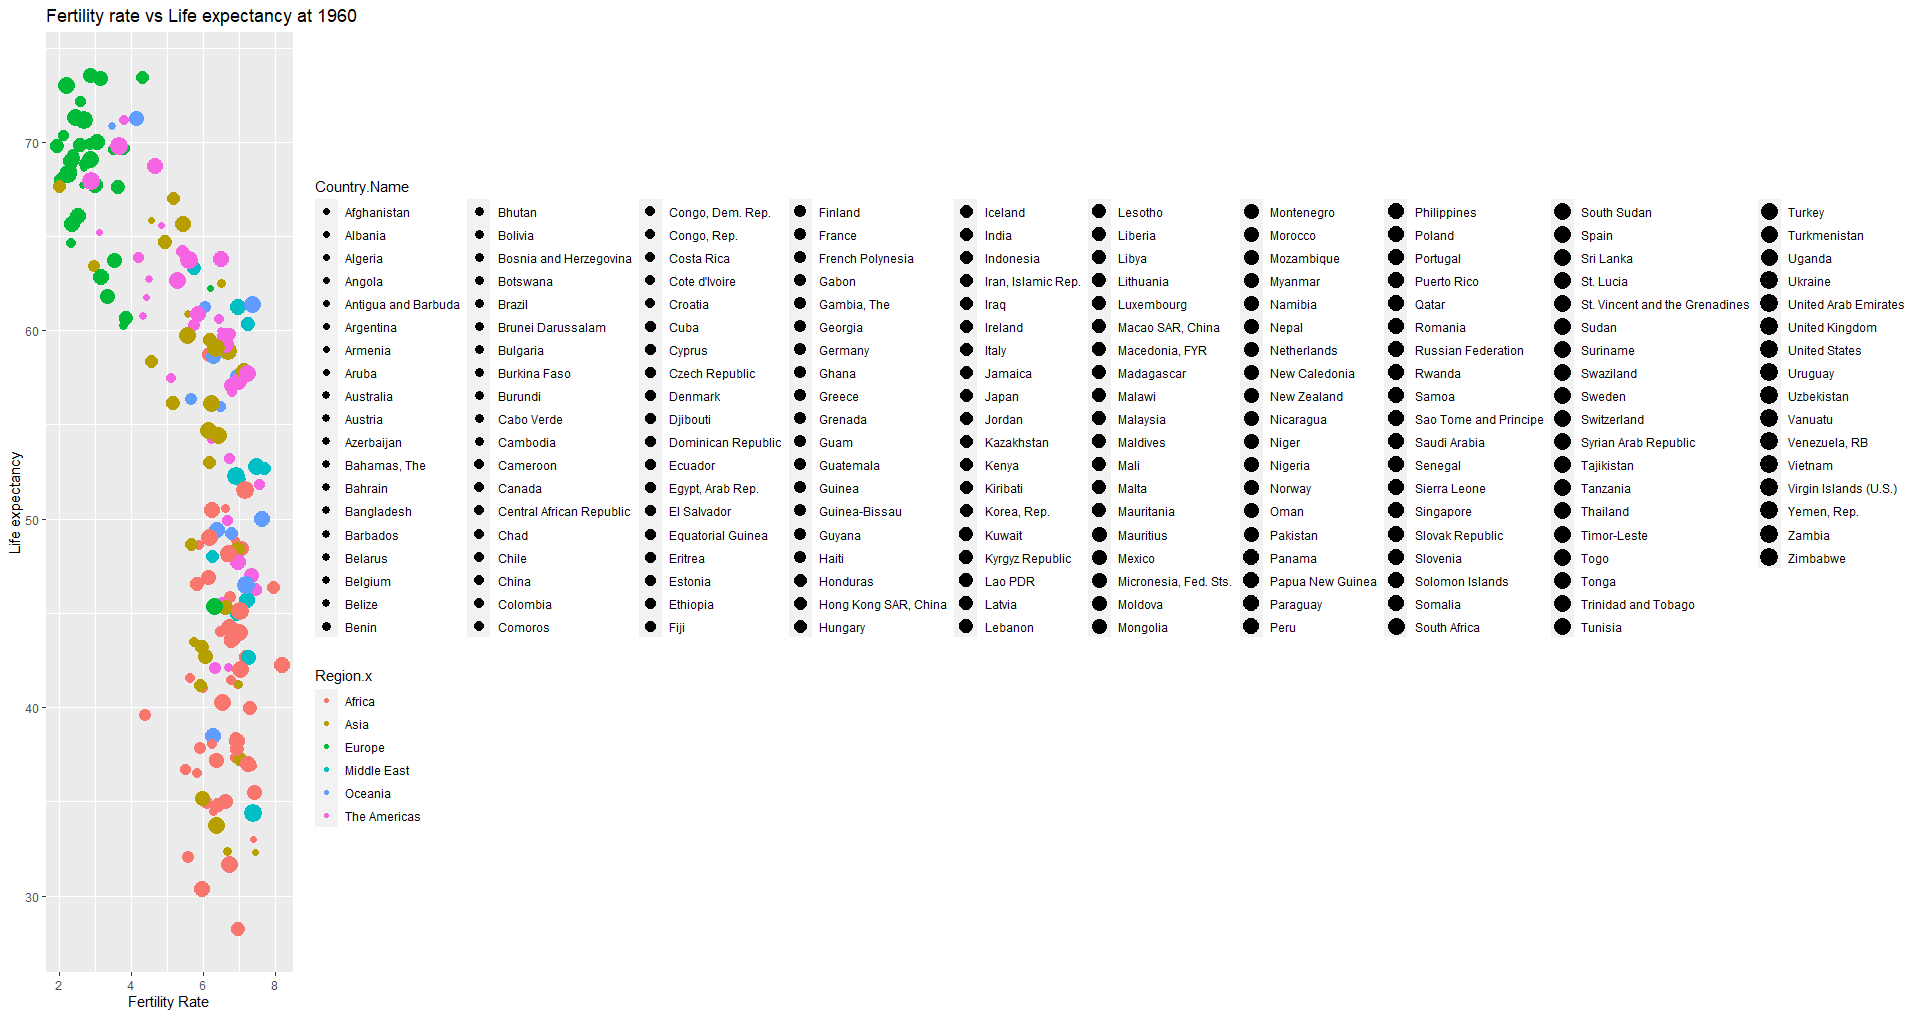 Fertility rate vs Life expectancy at 1960
Life expectancy
70
60
50
40
30
2 4 6 8
Fertility Rate
Country.Name
Afghanistan Bhutan Congo, Dem. Rep. Finland Iceland Lesotho Montenegro Philippines South Sudan Turkey
Albania Bolivia Congo, Rep. France India Liberia Morocco Poland Spain Turkmenistan
Algeria Bosnia and Herzegovina Costa Rica French Polynesia Indonesia Libya Mozambique Portugal Sri Lanka Uganda
Angola Botswana Cote d'Ivoire Gabon Iran, Islamic Rep. Lithuania Myanmar Puerto Rico St. Lucia Ukraine
Antigua and Barbuda Brazil Croatia Gambia, The Iraq Luxembourg Namibia Qatar St. Vincent and the Grenadines United Arab Emirates
Argentina Brunei Darussalam Cuba Georgia Ireland Macao SAR, China Nepal Romania Sudan United Kingdom
Armenia Bulgaria Cyprus Germany Italy Macedonia, FYR Netherlands Russian Federation Suriname United States
Aruba Burkina Faso Czech Republic Ghana Jamaica Madagascar New Caledonia Rwanda Swaziland Uruguay
Australia Burundi Denmark Greece Japan Malawi New Zealand Samoa Sweden Uzbekistan
Austria Cabo Verde Djibouti Grenada Jordan Malaysia Nicaragua Sao Tome and Principe Switzerland Vanuatu
Azerbaijan Cambodia Dominican Republic Guam Kazakhstan Maldives Niger Saudi Arabia Syrian Arab Republic Venezuela, RB
Bahamas, The Cameroon Ecuador Guatemala Kenya Mali Nigeria Senegal Tajikistan Vietnam
Bahrain Canada Egypt, Arab Rep. Guinea Kiribati Malta Norway Sierra Leone Tanzania Virgin Islands (U.S.)
Bangladesh Central African Republic El Salvador Guinea-Bissau Korea, Rep. Mauritania Oman Singapore Thailand Yemen, Rep.
Barbados Chad Equatorial Guinea Guyana Kuwait Mauritius Pakistan Slovak Republic Timor-Leste Zambia
Belarus Chile Eritrea Haiti Kyrgyz Republic Mexico Panama Slovenia Togo Zimbabwe
Belgium China Estonia Honduras Lao PDR Micronesia, Fed. Sts. Papua New Guinea Solomon Islands Tonga
Belize Colombia Ethiopia Hong Kong SAR, China Latvia Moldova Paraguay Somalia Trinidad and Tobago
Benin Comoros Fiji Hungary Lebanon Mongolia Peru South Africa Tunisia
Region.x
Africa
Asia
Europe
Middle East
Oceania
The Americas